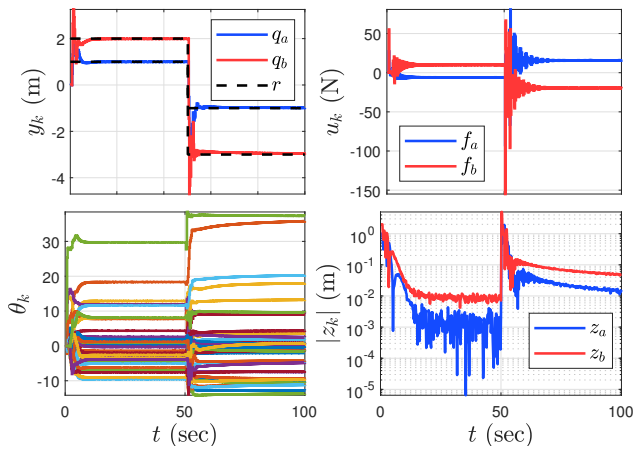 2
0
-2
-4
y_k (m)
q_a
q_b
r
50
0
-50
-100
-150
u_k (N)
f_a
f_b
30
20
10
0
-10
θ_k
0
50
100
t (sec)
10^0
10^-1
10^-2
10^-3
10^-4
10^-5
|z_k| (m)
z_a
z_b
0
50
100
t (sec)